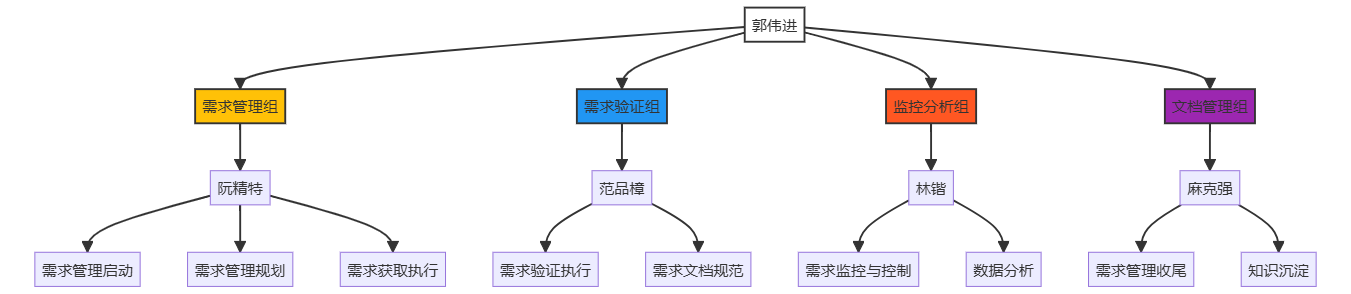 郭伟进
需求管理组
需求验证组
监控分析组
文档管理组
阮精特
范品樟
林锴
麻克强
需求管理启动
需求管理规划
需求获取执行
需求验证执行
需求文档规范
需求监控与控制
数据分析
需求管理收尾
知识沉淀